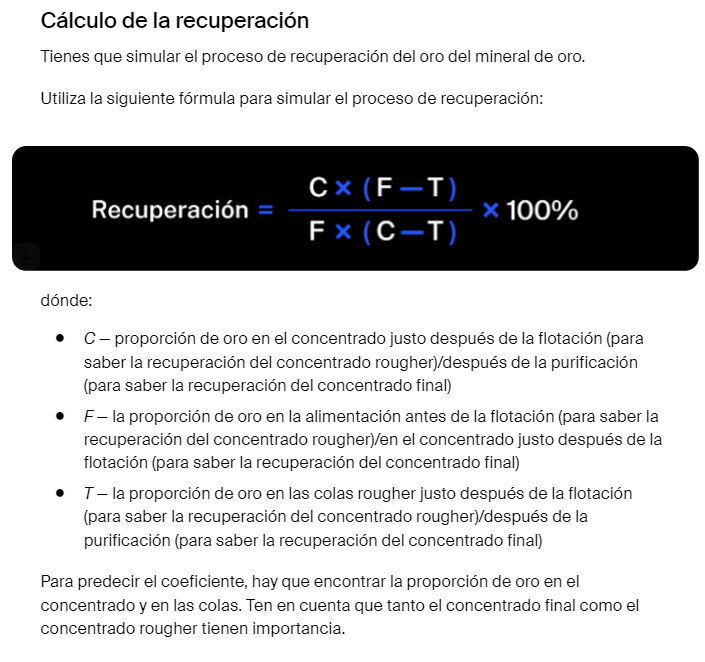 Cálculo de la recuperación
Tienes que simular el proceso de recuperación del oro del mineral de oro.
Utiliza la siguiente fórmula para simular el proceso de recuperación:
Recuperación = C × ( F — T ) / F × ( C — T ) × 100%
dónde:
● C – proporción de oro en el concentrado justo después de la flotación (para
saber la recuperación del concentrado rougher)/después de la purificación
(para saber la recuperación del concentrado final)
● F – la proporción de oro en la alimentación antes de la flotación (para saber la
recuperación del concentrado rougher)/en el concentrado justo después de la
flotación (para saber la recuperación del concentrado final)
● T – la proporción de oro en las colas rougher justo después de la flotación
(para saber la recuperación del concentrado rougher)/después de la
purificación (para saber la recuperación del concentrado final)
Para predecir el coeficiente, hay que encontrar la proporción de oro en el
concentrado y en las colas. Ten en cuenta que tanto el concentrado final como el
concentrado rougher tienen importancia.